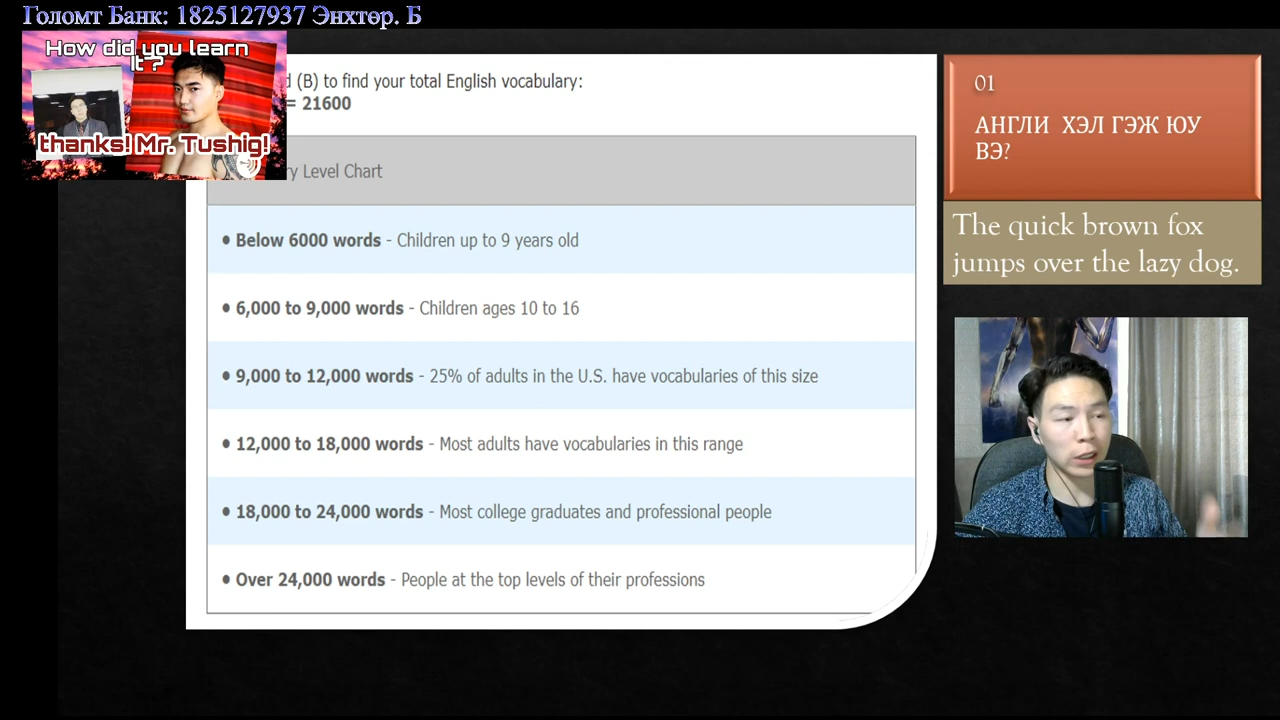 Голомт Банк: 1825127937 Энхтөр. Б
How did you learn
it ?
thanks! Mr. Tushig!
(B) to find your total English vocabulary:
= 21600
Level Chart
• Below 6000 words - Children up to 9 years old
• 6,000 to 9,000 words - Children ages 10 to 16
• 9,000 to 12,000 words - 25% of adults in the U.S. have vocabularies of this size
• 12,000 to 18,000 words - Most adults have vocabularies in this range
• 18,000 to 24,000 words - Most college graduates and professional people
• Over 24,000 words - People at the top levels of their professions
01
АНГЛИ ХЭЛ ГЭЖ ЮУ
ВЭ?
The quick brown fox
jumps over the lazy dog.